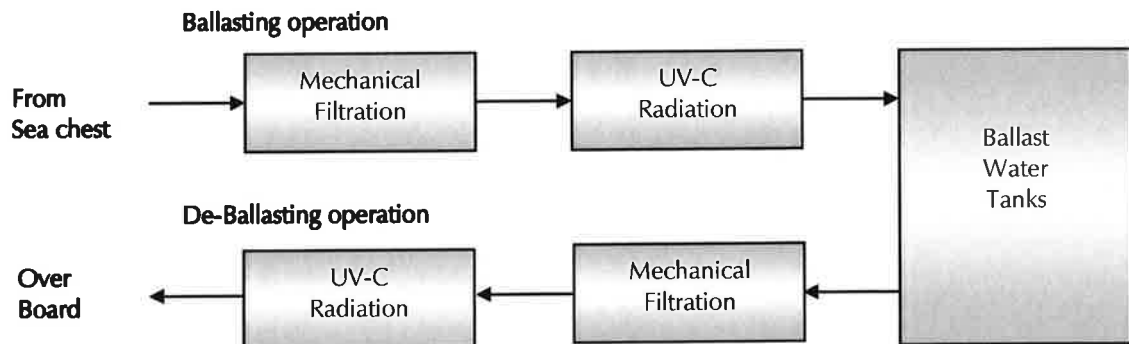 Ballasting operation
From
Sea chest
Mechanical
Filtration
UV-C
Radiation
Ballast
Water
Tanks
De-Ballasting operation
Over
Board
UV-C
Radiation
Mechanical
Filtration